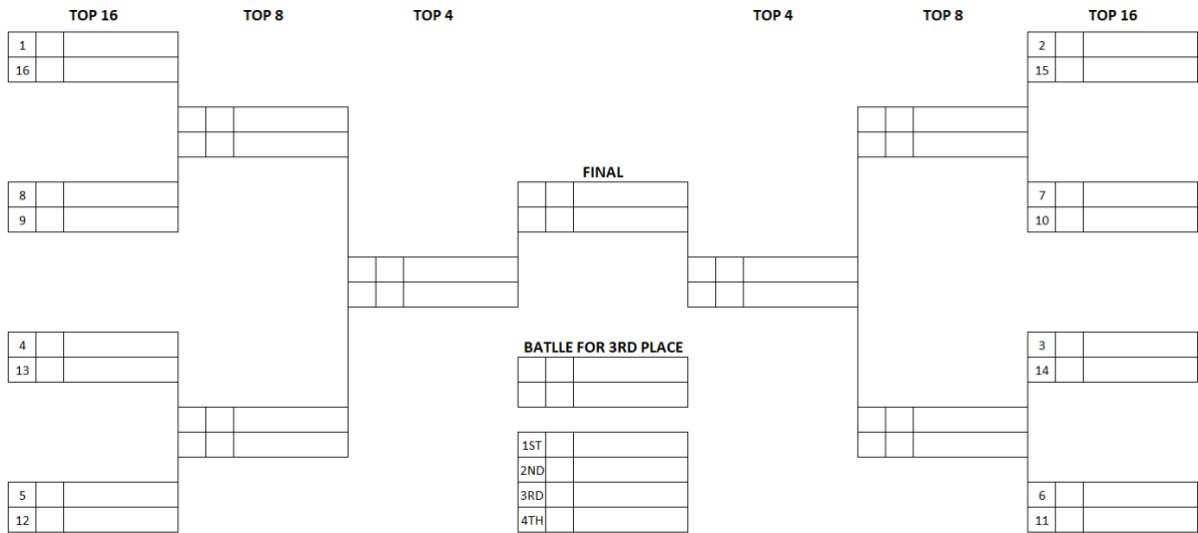 TOP 16 TOP 8 TOP 4 TOP 4 TOP 8 TOP 16
1 2
16 15
FINAL
8 7
9 10
4 3
BATLLE FOR 3RD PLACE
13 14
1ST
2ND
5 3RD 6
12 4TH 11